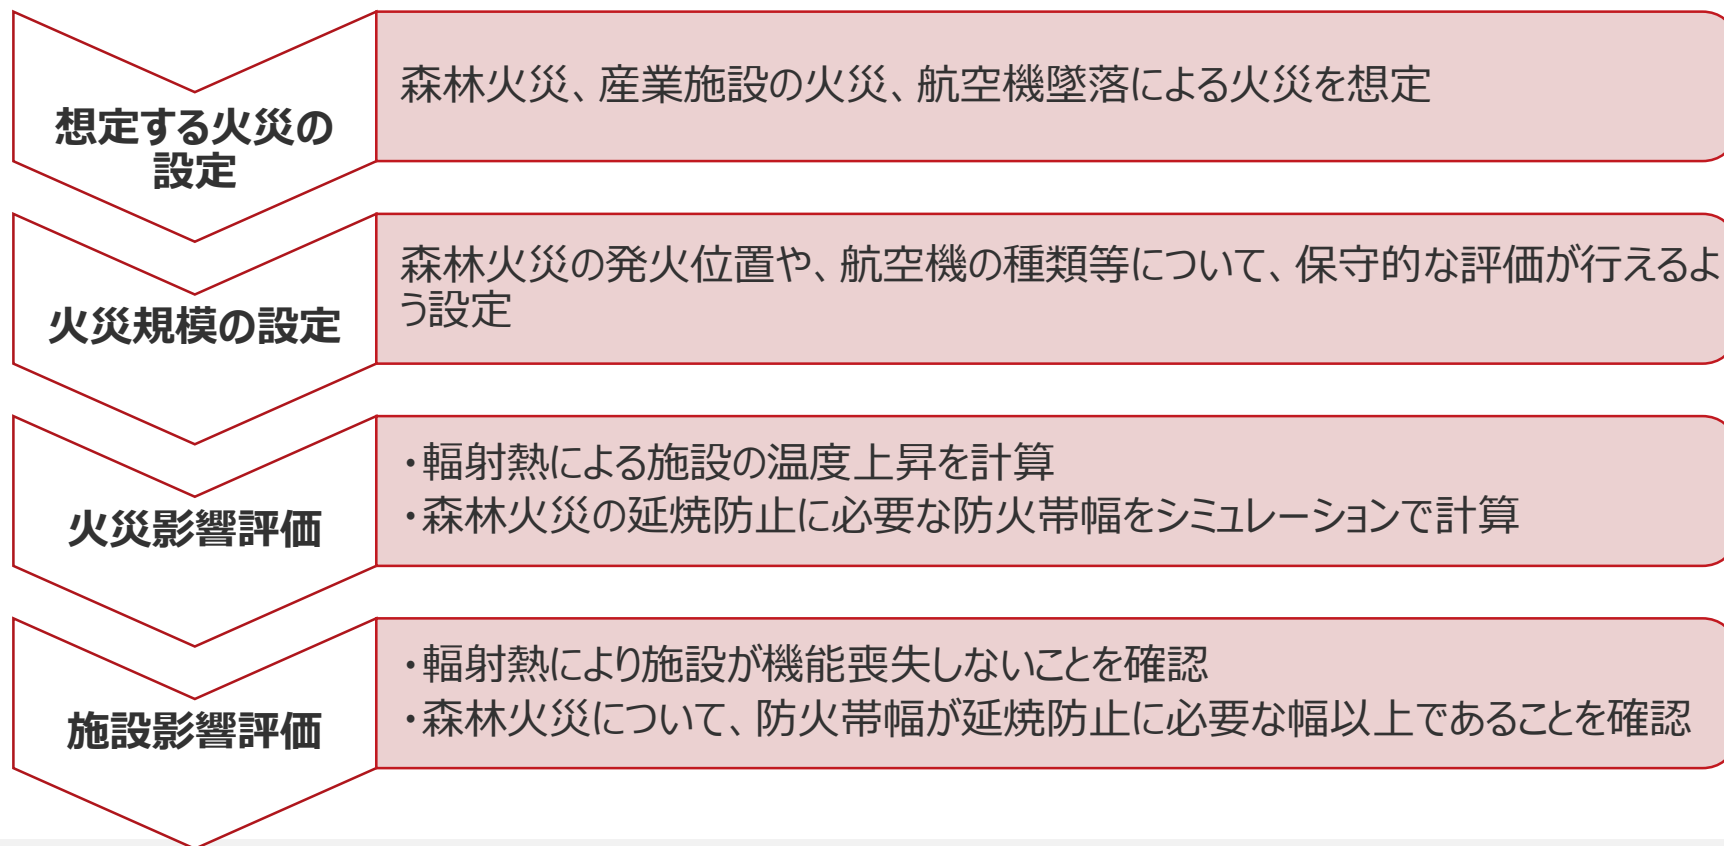 想定する火災の
設定
森林火災、産業施設の火災、航空機墜落による火災を想定
火災規模の設定
森林火災の発火位置や、航空機の種類等について、保守的な評価が行えるよ
う設定
火災影響評価
・輻射熱による施設の温度上昇を計算
・森林火災の延焼防止に必要な防火帯幅をシミュレーションで計算
施設影響評価
・輻射熱により施設が機能喪失しないことを確認
・森林火災について、防火帯幅が延焼防止に必要な幅以上であることを確認